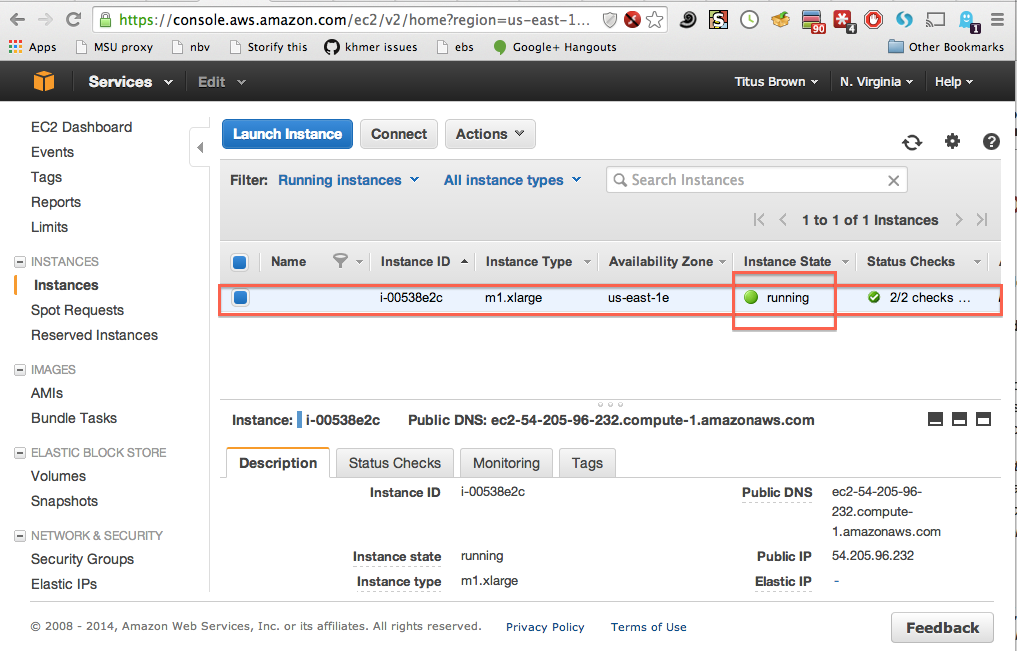 https://console.aws.amazon.com/ec2/v2/home?region=us-east-1...
90
4
1
Apps MSU proxy nbv Storify this khmer issues ebs Google+ Hangouts Other Bookmarks
Services Edit Titus Brown N. Virginia Help
EC2 Dashboard
Events
Tags
Reports
Limits
INSTANCES
Instances
Spot Requests
Reserved Instances
IMAGES
AMIs
Bundle Tasks
ELASTIC BLOCK STORE
Volumes
Snapshots
NETWORK & SECURITY
Security Groups
Elastic IPs
Launch Instance Connect Actions
Filter: Running instances All instance types Search Instances
1 to 1 of 1 Instances
Name Instance ID Instance Type Availability Zone Instance State Status Checks
i-00538e2c m1.xlarge us-east-1e running 2/2 checks ...
Instance: i-00538e2c Public DNS: ec2-54-205-96-232.compute-1.amazonaws.com
Description Status Checks Monitoring Tags
Instance ID i-00538e2c
Instance state running
Instance type m1.xlarge
Public DNS ec2-54-205-96-
232.compute-
1.amazonaws.com
Public IP 54.205.96.232
Elastic IP -
© 2008 - 2014, Amazon Web Services, Inc. or its affiliates. All rights reserved. Privacy Policy Terms of Use
Feedback